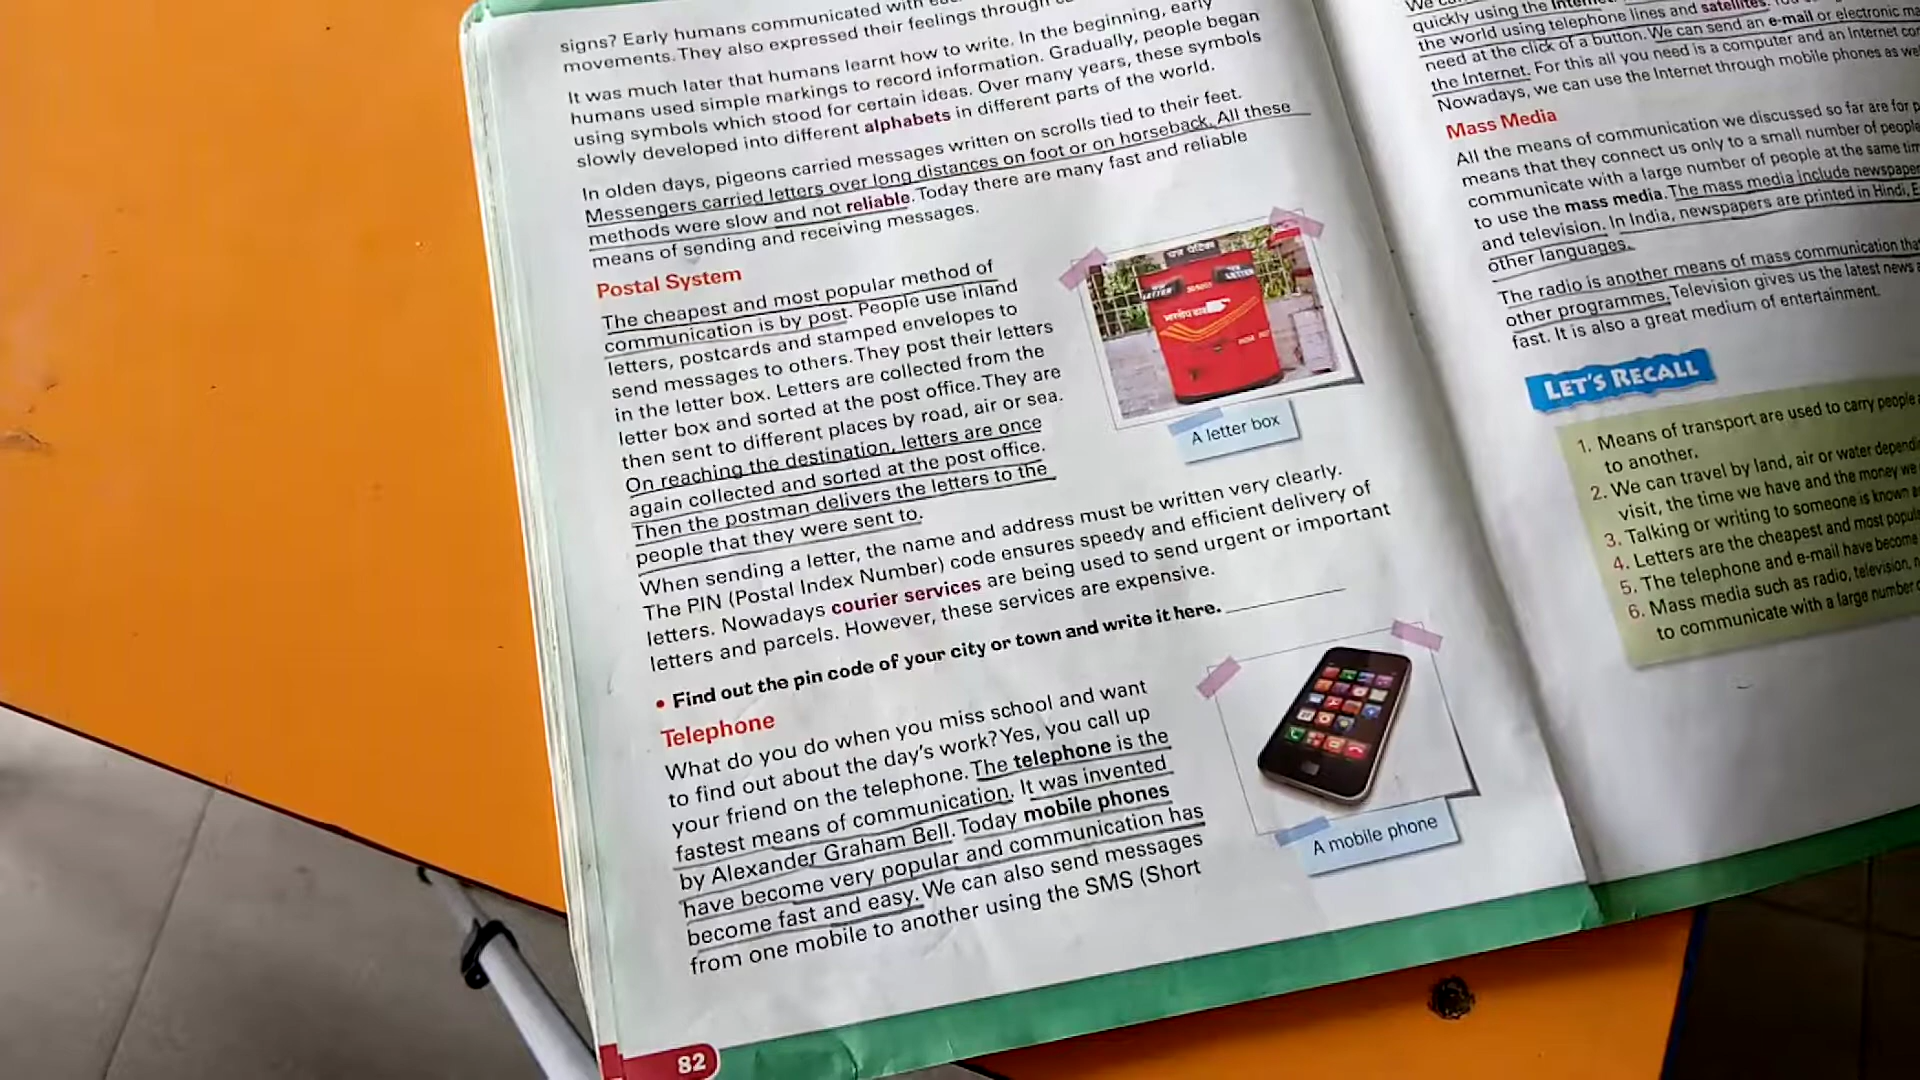 signs? Early humans communicated with
movements. They also expressed their feelings through
It was much later that humans learnt how to write. In the beginning, early
humans used simple markings to record information. Gradually, people began
using symbols which stood for certain ideas. Over many years, these symbols
slowly developed into different alphabets in different parts of the world.
In olden days, pigeons carried messages written on scrolls tied to their feet.
Messengers carried letters over long distances on foot or on horseback. All these
methods were slow and not reliable. Today there are many fast and reliable
means of sending and receiving messages.
Postal System
The cheapest and most popular method of
communication is by post. People use inland
letters, postcards and stamped envelopes to
send messages to others. They post their letters
in the letter box. Letters are collected from the
letter box and sorted at the post office. They are
then sent to different places by road, air or sea.
On reaching the destination, letters are once
again collected and sorted at the post office.
Then the postman delivers the letters to the
people that they were sent to.
LETTER
LETTER
A letter box
When sending a letter, the name and address must be written very clearly.
The PIN (Postal Index Number) code ensures speedy and efficient delivery of
letters. Nowadays courier services are being used to send urgent or important
letters and parcels. However, these services are expensive.
• Find out the pin code of your city or town and write it here.
Telephone
What do you do when you miss school and want
to find out about the day's work? Yes, you call up
your friend on the telephone. The telephone is the
fastest means of communication. It was invented
by Alexander Graham Bell. Today mobile phones
have become very popular and communication has
become fast and easy. We can also send messages
from one mobile to another using the SMS (Short
A mobile phone
82
quickly using the
the world using telephone lines and satellites.
need at the click of a button. We can send an e-mail or electronic
the Internet. For this all you need is a computer and an Internet
Nowadays, we can use the Internet through mobile phones as
Mass Media
All the means of communication we discussed so far are for
means that they connect us only to a small number of people
communicate with a large number of people at the same
to use the mass media. The mass media include
and television. In India, newspapers are printed in Hindi,
other languages.
The radio is another means of mass communication
other programmes. Television gives us the latest news
fast. It is also a great medium of entertainment.
LET'S RECALL
1. Means of transport are used to carry people
to another.
2. We can travel by land, air or water
visit, the time we have and the money we
3. Talking or writing to someone is known
4. Letters are the cheapest and most
5. The telephone and e-mail have become
6. Mass media such as radio, television,
to communicate with a large number